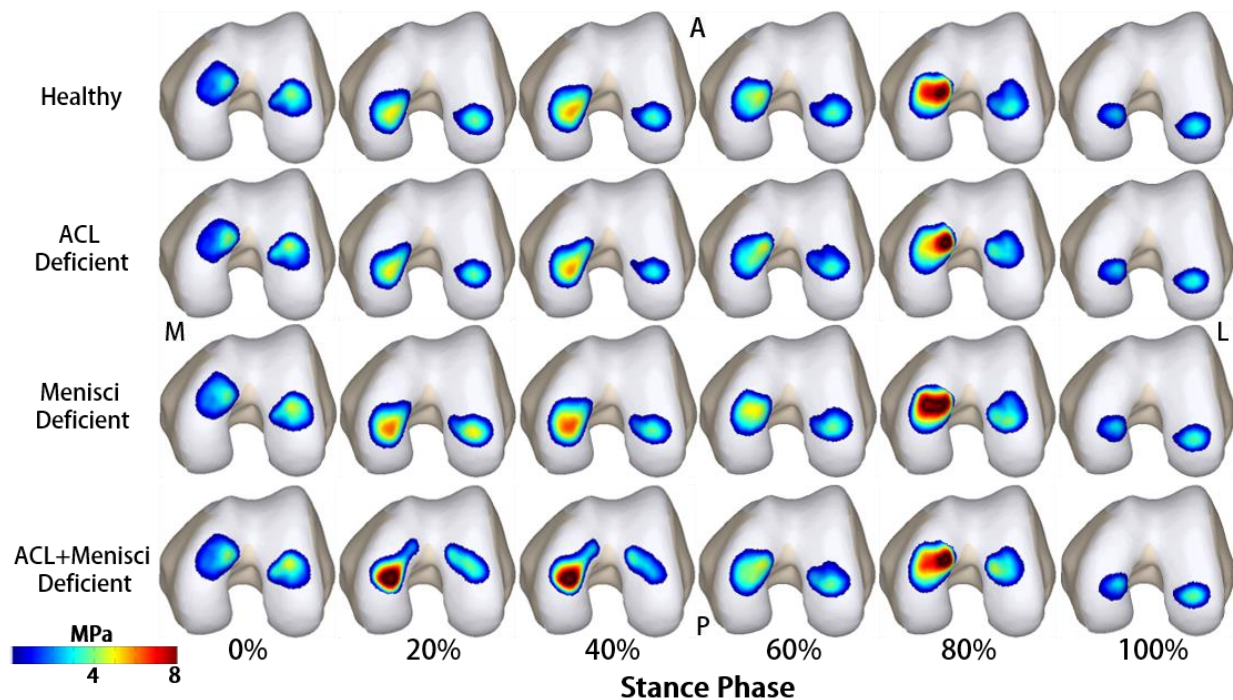 A
Healthy
ACL
Deficient
M
L
Menisci
Deficient
ACL+Menisci
Deficient
P
MPa
4
8
0%
20%
40%
60%
80%
100%
Stance Phase